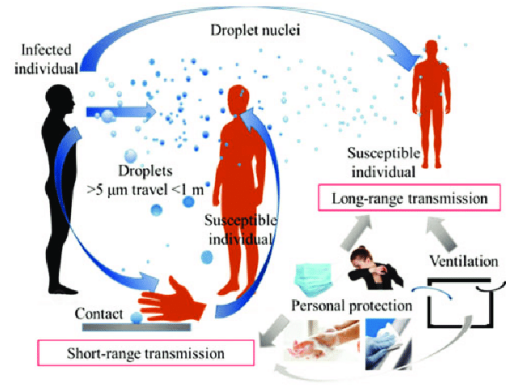 Droplet nuclei
Infected
individual
Droplets
>5 μm travel <1 m
Susceptible
individual
Susceptible
individual
Long-range transmission
Ventilation
Personal protection
Contact
Short-range transmission